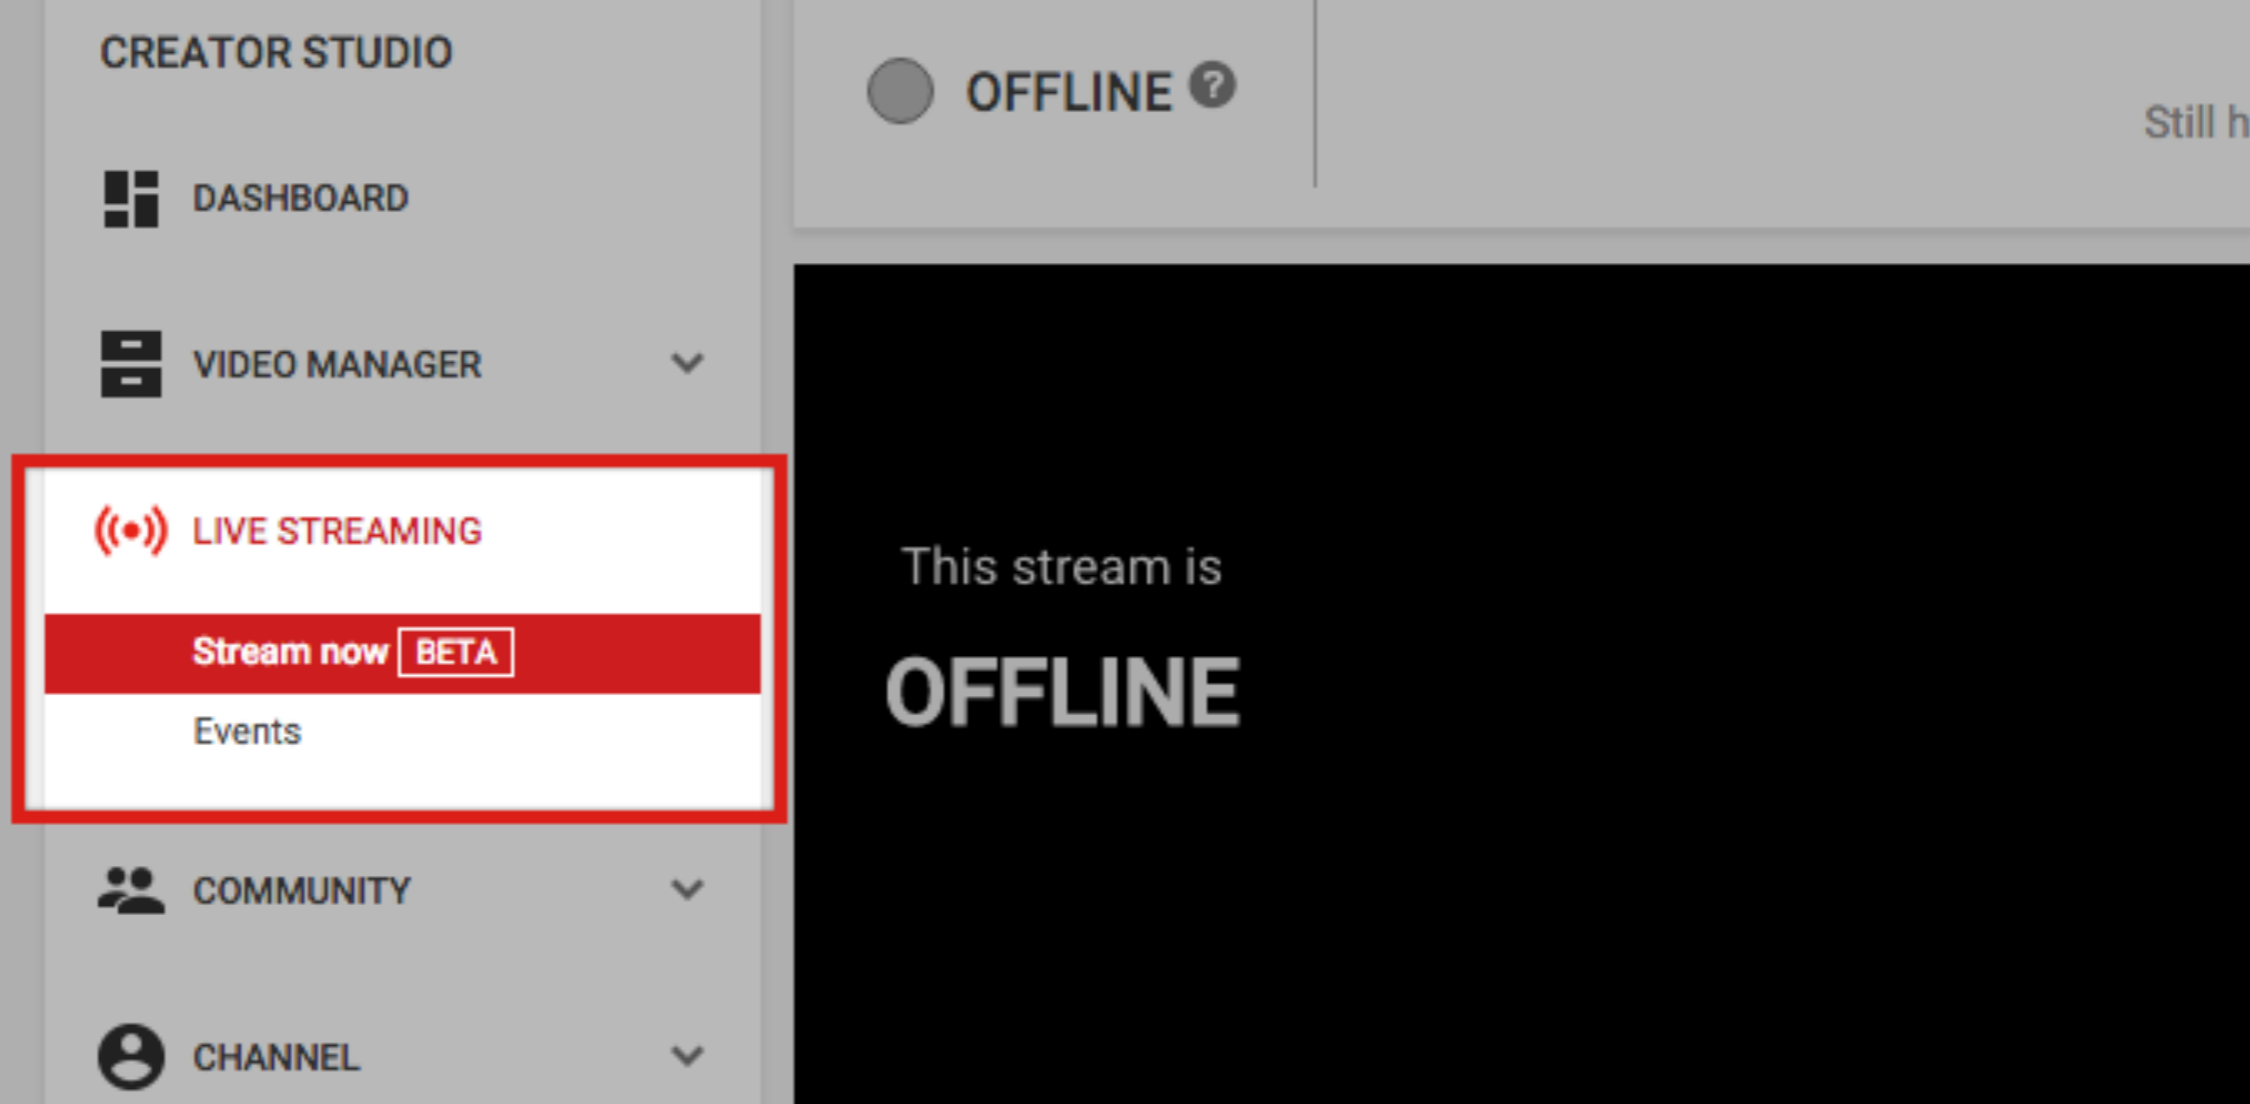 CREATOR STUDIO
DASHBOARD
VIDEO MANAGER
LIVE STREAMING
Stream now BETA
Events
COMMUNITY
CHANNEL
OFFLINE ?
Still
This stream is
OFFLINE